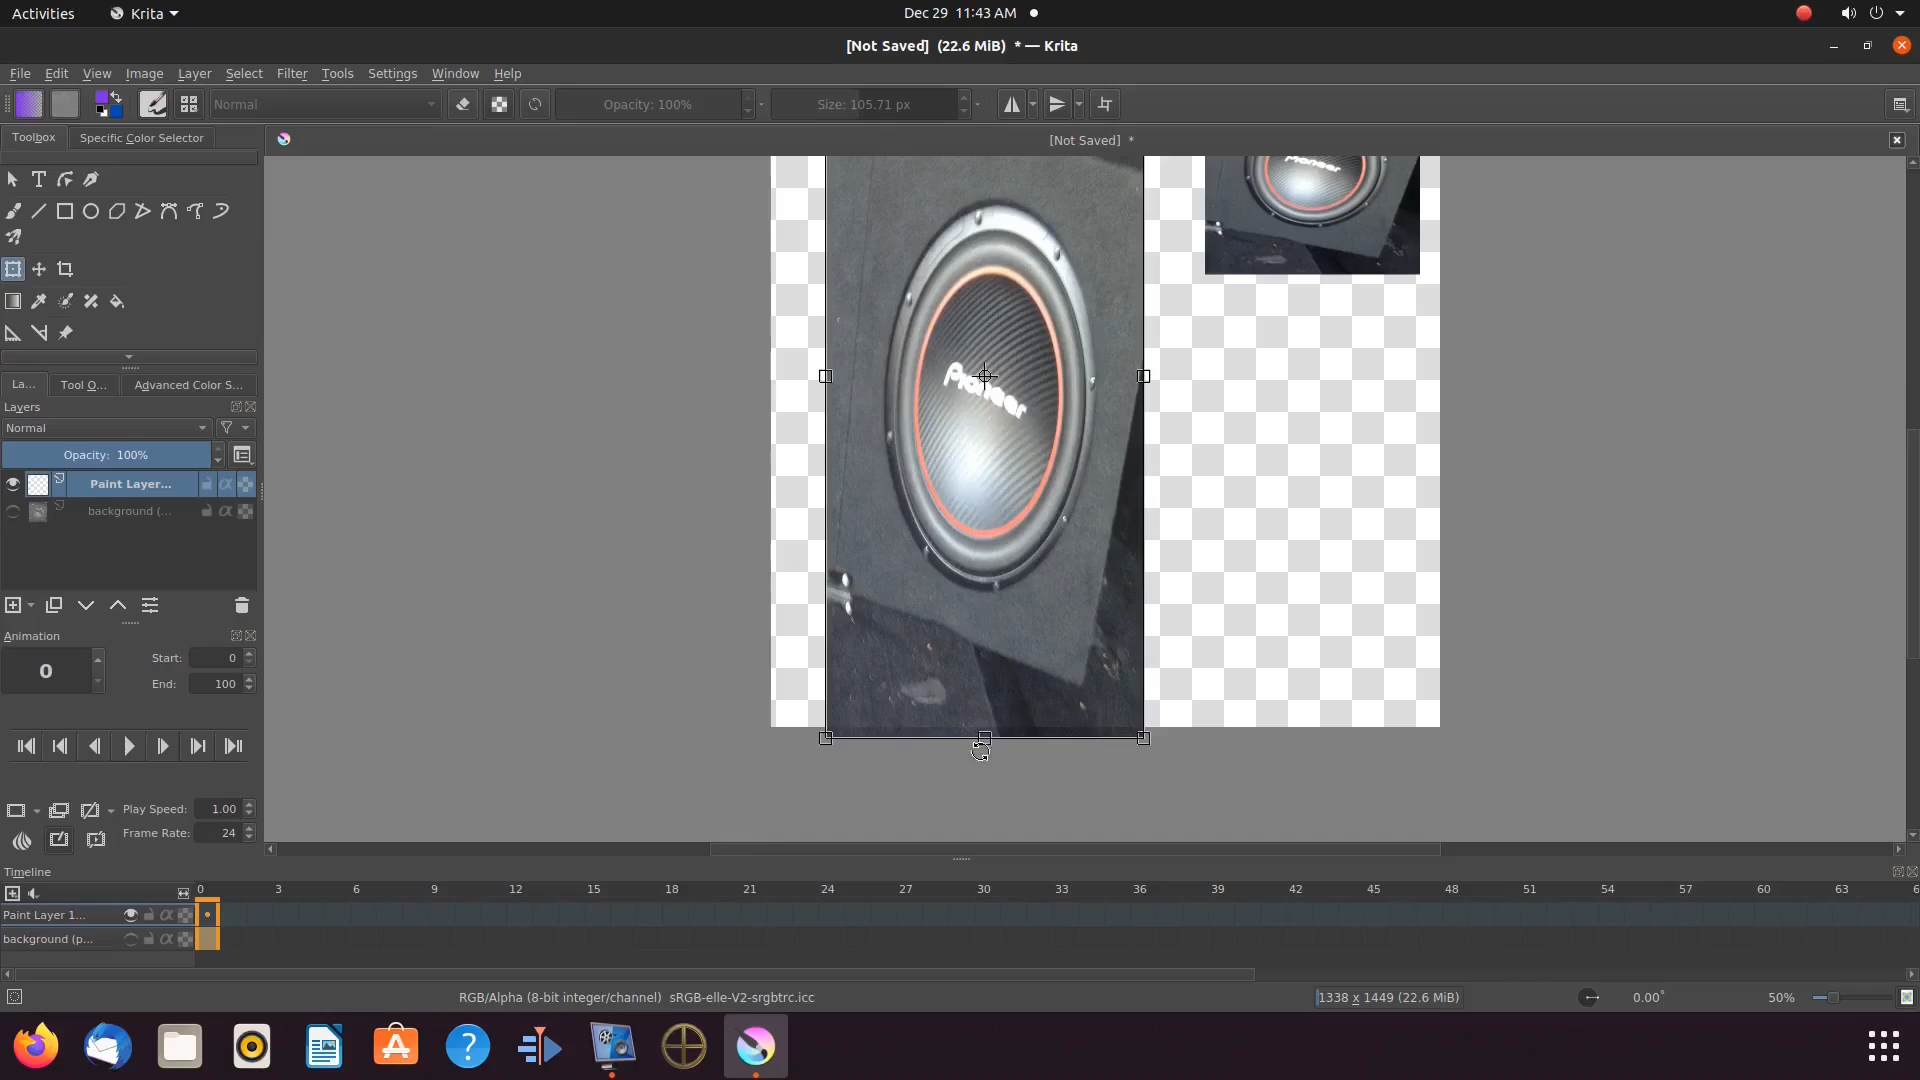 Activities
Krita
Dec 29 11:43 AM
[Not Saved] (22.6 MiB) * — Krita
File Edit View Image Layer Select Filter Tools Settings Window Help
Normal
Opacity: 100%
Size: 105.71 px
Toolbox
Specific Color Selector
[Not Saved] *
Pioneer
Pioneer
La...
Tool O...
Advanced Color S...
Layers
Normal
Opacity: 100%
Paint Layer...
background (...
Animation
0
Start: 0
End: 100
Play Speed: 1.00
Frame Rate: 24
Timeline
0 3 6 9 12 15 18 21 24 27 30 33 36 39 42 45 48 51 54 57 60 63 6
Paint Layer 1...
background (p...
RGB/Alpha (8-bit integer/channel) sRGB-elle-V2-srgbtrc.icc
1338 x 1449 (22.6 MiB)
0.00°
50%